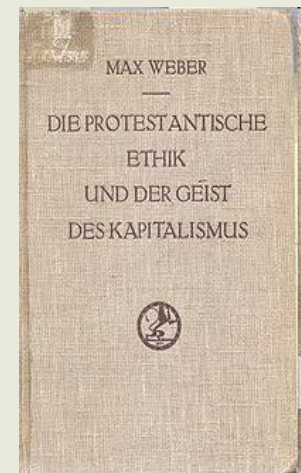 MAX WEBER
DIE PROTESTANTISCHE
ETHIK
UND DER GEIST
DES KAPITALISMUS